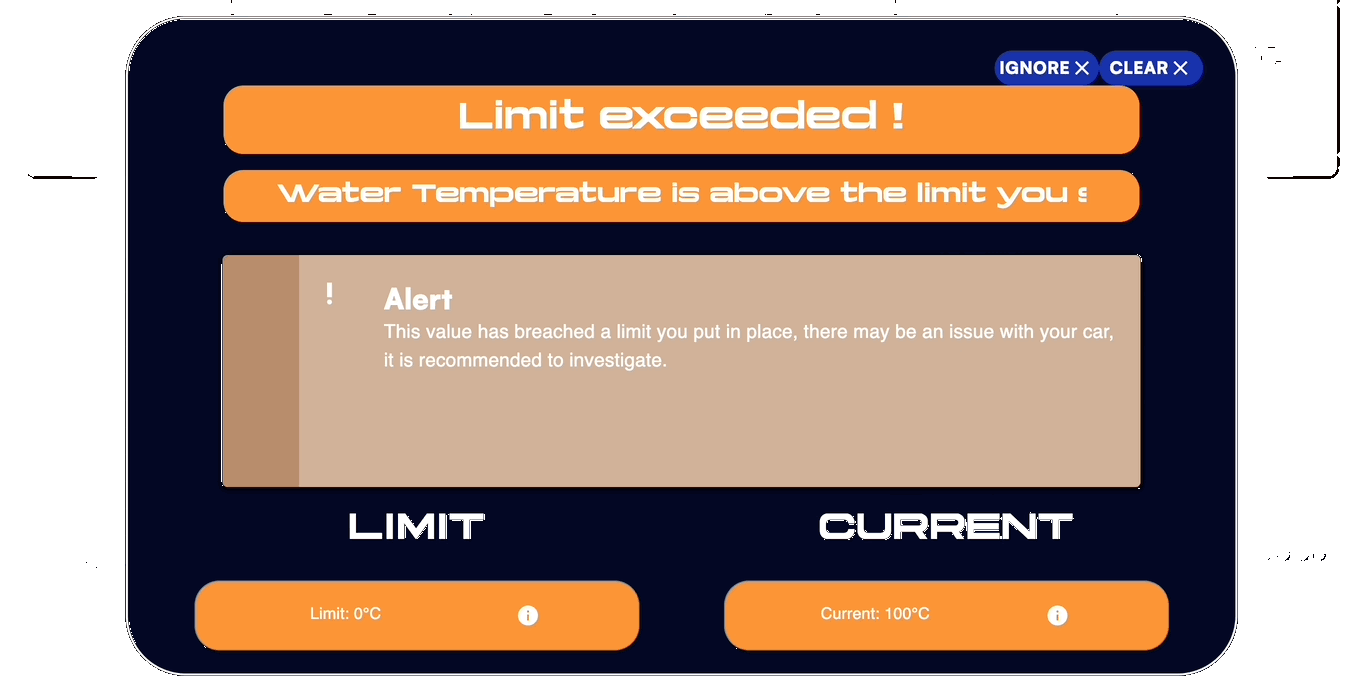 IGNORE CLEAR
Limit exceeded !
Water Temperature is above the limit you
! Alert
This value has breached a limit you put in place, there may be an issue with your car,
it is recommended to investigate.
LIMIT CURRENT
Limit: 0°C Current: 100°C